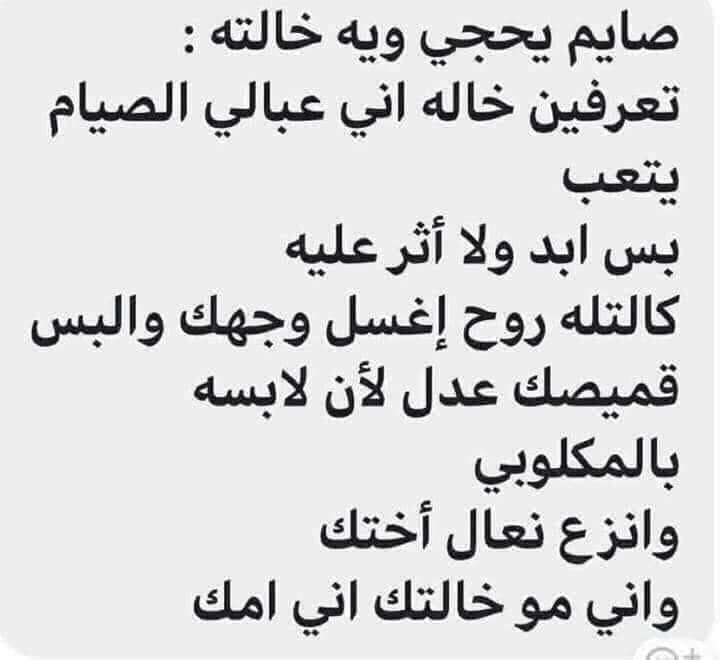 صايم يحجي ويه خالته :
تعرفين خاله اني عبالي الصيام
يتعب
بس ابد ولا أثر عليه
كالتله روح إغسل وجهك والبس
قميصك عدل لأن لابسه
بالمكلوبي
وانزع نعال أختك
واني مو خالتك اني امك